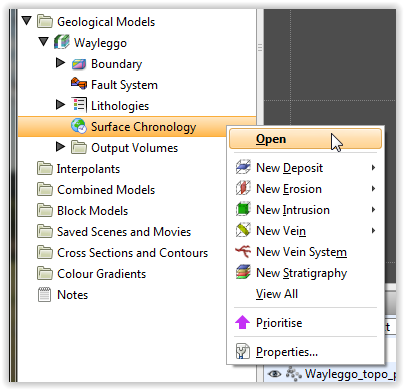 Geological Models
Wayleggo
Boundary
Fault System
Lithologies
Surface Chronology
Output Volumes
Interpolants
Combined Models
Block Models
Saved Scenes and Movies
Cross Sections and Contours
Colour Gradients
Notes
Open
New Deposit
New Erosion
New Intrusion
New Vein
New Vein System
New Stratigraphy
View All
Prioritise
Properties...
t
Wayleggo_topo_p